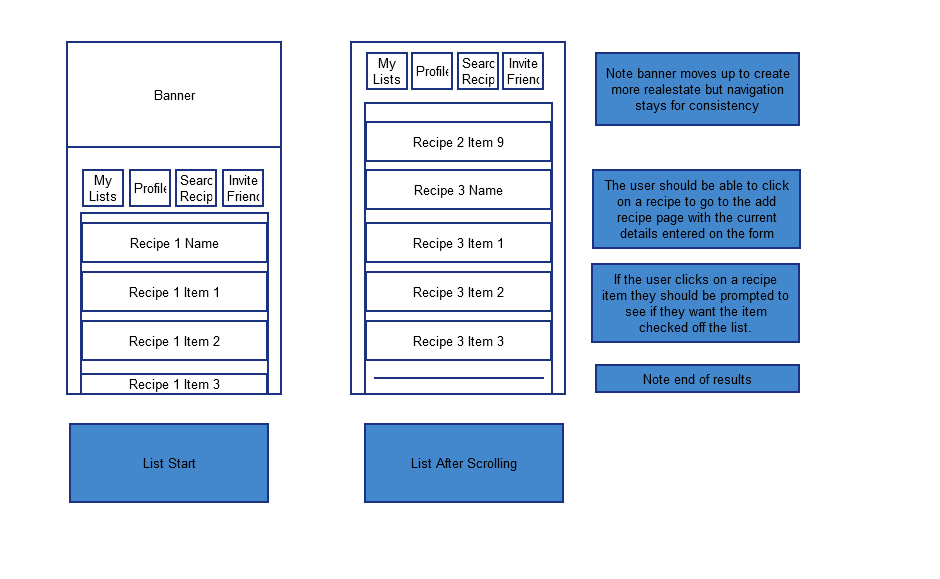 Banner
My
Lists
Profile
Searc
Recip
Invite
Frienc
Recipe 1 Name
Recipe 1 Item 1
Recipe 1 Item 2
Recipe 1 Item 3
List Start
My
Lists
Profile
Searc
Recip
Invite
Frienc
Recipe 2 Item 9
Recipe 3 Name
Recipe 3 Item 1
Recipe 3 Item 2
Recipe 3 Item 3
List After Scrolling
Note banner moves up to create
more realestate but navigation
stays for consistency
The user should be able to click
on a recipe to go to the add
recipe page with the current
details entered on the form
If the user clicks on a recipe
item they should be prompted to
see if they want the item
checked off the list.
Note end of results